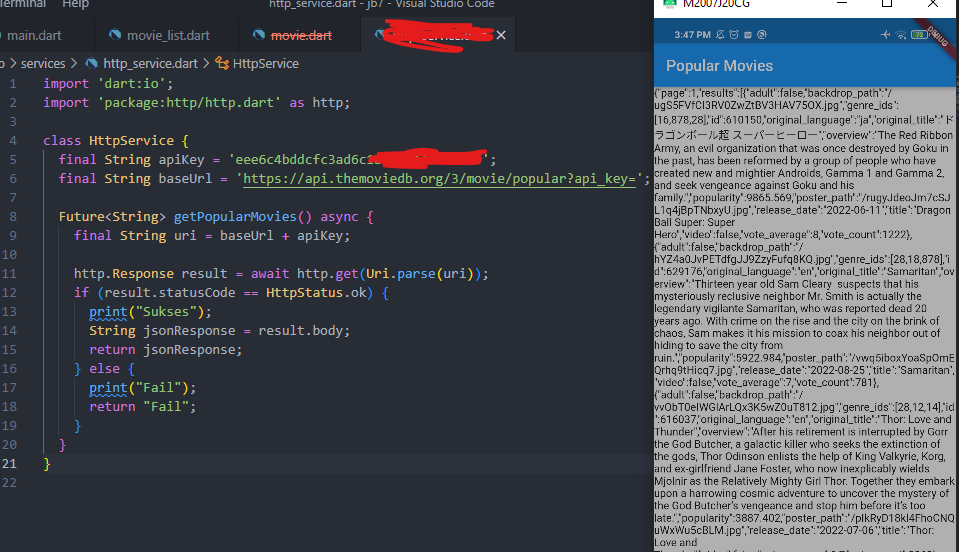 Terminal Help
http_service.dart - jb7 - Visual Studio Code
main.dart movie_list.dart movie.dart
services > http_service.dart > HttpService
1 import 'dart:io';
2 import 'package:http/http.dart' as http;
3
4 class HttpService {
5 final String apiKey = 'eee6c4bddcfc3ad6c1 ';
6 final String baseUrl = 'https://api.themoviedb.org/3/movie/popular?api_key=';
7
8 Future<String> getPopularMovies() async {
9 final String uri = baseUrl + apiKey;
10
11 http.Response result = await http.get(Uri.parse(uri));
12 if (result.statusCode == HttpStatus.ok) {
13 print("Sukses");
14 String jsonResponse = result.body;
15 return jsonResponse;
16 } else {
17 print("Fail");
18 return "Fail";
19 }
20 }
21 }
22
M2007J20CG
3:47 PM 72
DEBUG
Popular Movies
{"page":1,"results":[{"adult":false,"backdrop_path":"/
ugS5FVfCI3RV0ZwZtBV3HAV75OX.jpg","genre_ids":
[16,878,28],"id":610150,"original_language":"ja","original_title":"ド
ラゴンボール超 スーパーヒーロー","overview":"The Red Ribbon
Army, an evil organization that was once destroyed by Goku in
the past, has been reformed by a group of people who have
created new and mightier Androids, Gamma 1 and Gamma 2,
and seek vengeance against Goku and his
family.","popularity":9865.569,"poster_path":"/rugyJdeoJm7cSJ
L1q4jBpTNbxyU.jpg","release_date":"2022-06-11","title":"Dragon
Ball Super: Super
Hero","video":false,"vote_average":8,"vote_count":1222},
{"adult":false,"backdrop_path":"/
hYZ4a0JvPETdfgJJ9ZzyFufq8KQ.jpg","genre_ids":[28,18,878],"i
d":629176,"original_language":"en","original_title":"Samaritan","ov
erview":"Thirteen year old Sam Cleary suspects that his
mysteriously reclusive neighbor Mr. Smith is actually the
legendary vigilante Samaritan, who was reported dead 20
years ago. With crime on the rise and the city on the brink of
chaos, Sam makes it his mission to coax his neighbor out of
hiding to save the city from
ruin.","popularity":5922.984,"poster_path":"/vwq5iboxYoaSpOmE
Qrhq9tHicq7.jpg","release_date":"2022-08-25","title":"Samaritan",
"video":false,"vote_average":7,"vote_count":781},
{"adult":false,"backdrop_path":"/
vvObT0eIWGlArLQx3K5wZ0uT812.jpg","genre_ids":[28,12,14],"id
":616037,"original_language":"en","original_title":"Thor: Love and
Thunder","overview":"After his retirement is interrupted by Gorr
the God Butcher, a galactic killer who seeks the extinction of
the gods, Thor Odinson enlists the help of King Valkyrie, Korg,
and ex-girlfriend Jane Foster, who now inexplicably wields
Mjolnir as the Relatively Mighty Girl Thor. Together they embark
upon a harrowing cosmic adventure to uncover the mystery of
the God Butcher's vengeance and stop him before it's too
late.","popularity":3887.402,"poster_path":"/pIkRyD18kl4FhoCNQ
uWxWu5cBLM.jpg","release_date":"2022-07-06","title":"Thor:
Love and